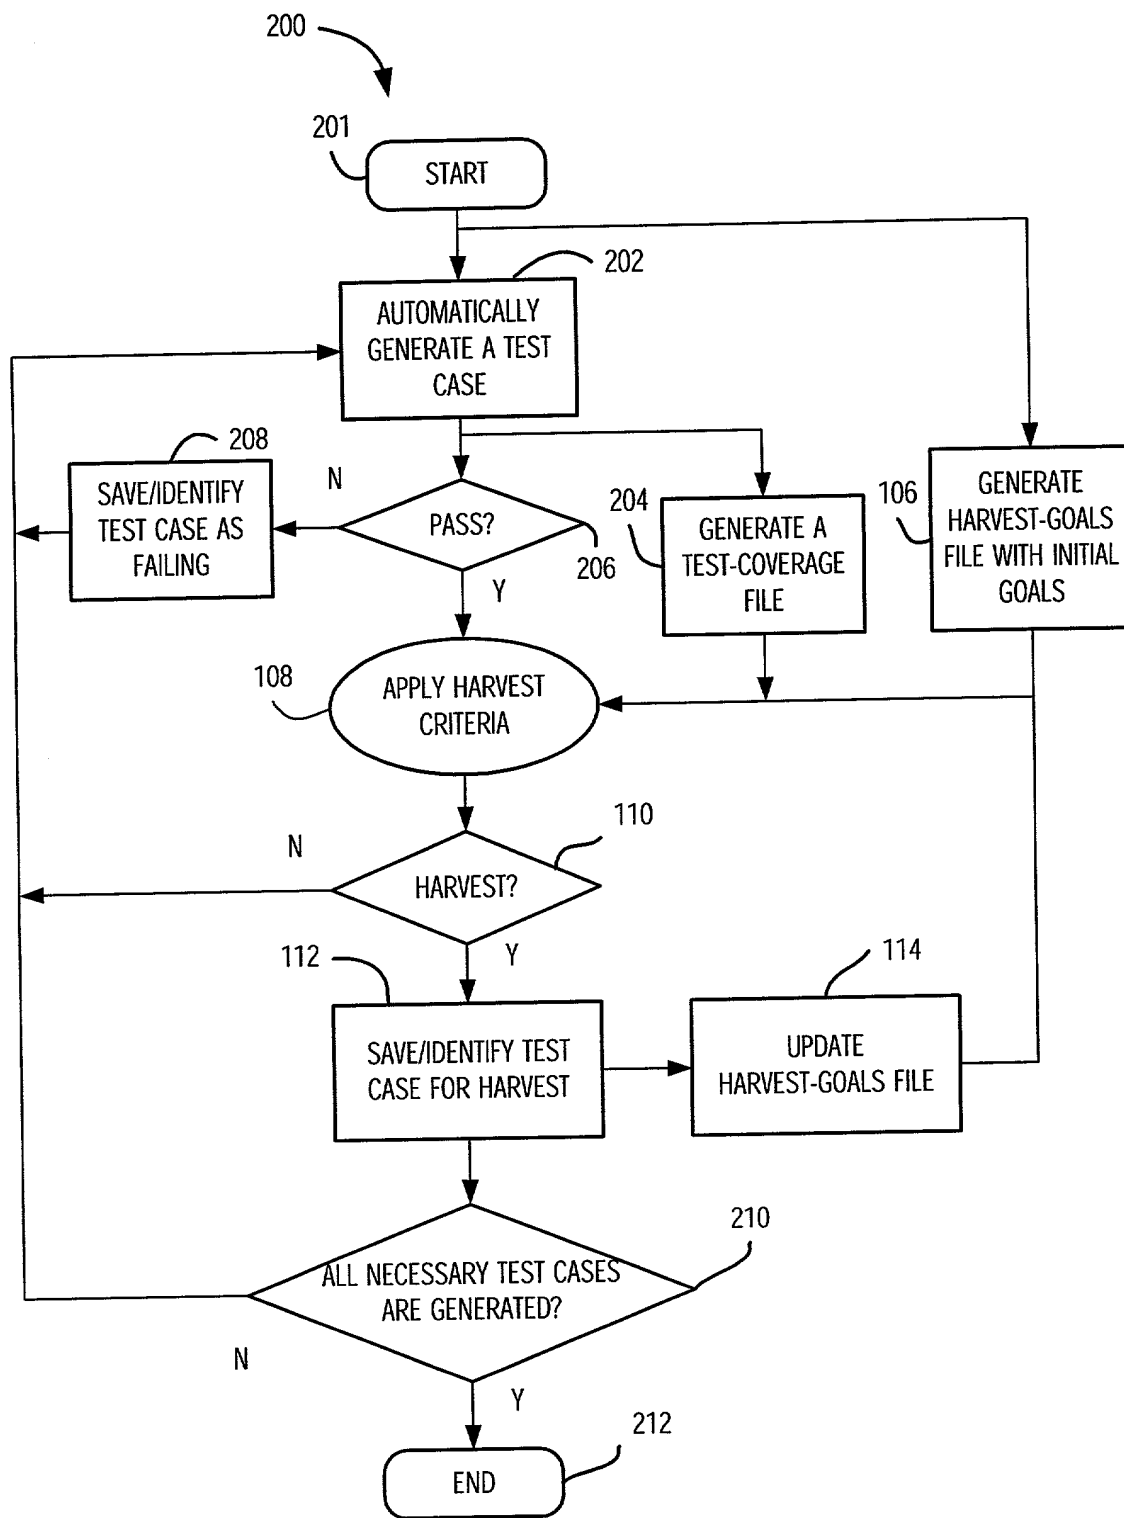 200
201
START
202
AUTOMATICALLY
GENERATE A TEST
CASE
208
N
SAVE/IDENTIFY
TEST CASE AS
FAILING
PASS?
206
Y
204
GENERATE A
TEST-COVERAGE
FILE
106
GENERATE
HARVEST-GOALS
FILE WITH INITIAL
GOALS
108
APPLY HARVEST
CRITERIA
110
N
HARVEST?
Y
112
SAVE/IDENTIFY TEST
CASE FOR HARVEST
114
UPDATE
HARVEST-GOALS FILE
210
ALL NECESSARY TEST CASES
ARE GENERATED?
N
Y
212
END